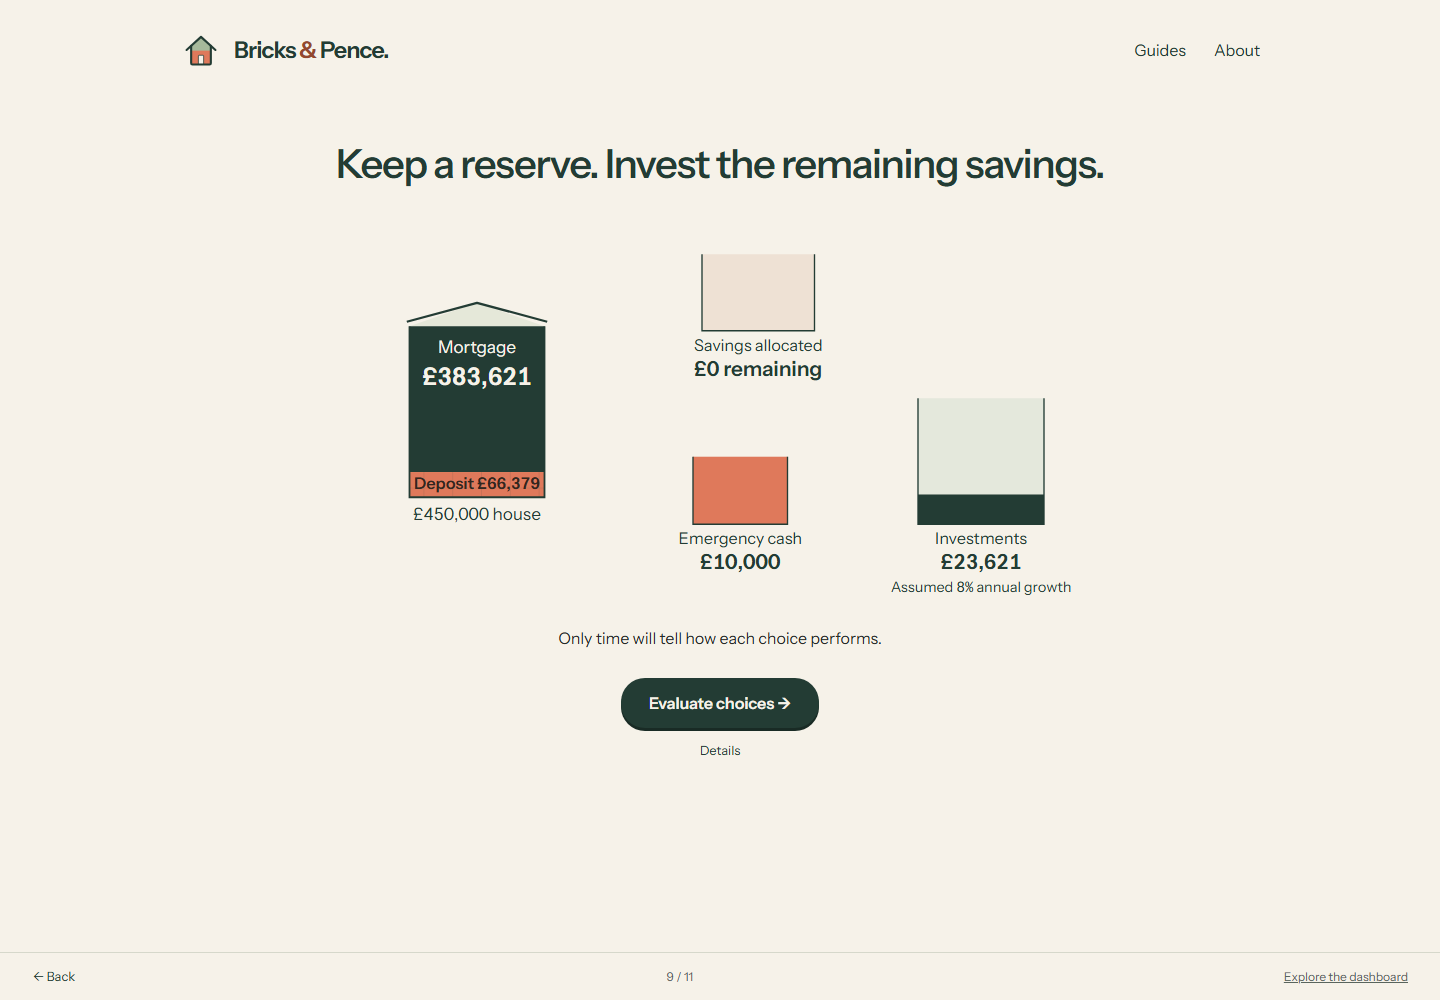 Bricks & Pence.
Guides
About
Keep a reserve. Invest the remaining savings.
Mortgage
£383,621
Deposit £66,379
£450,000 house
Savings allocated
£0 remaining
Emergency cash
£10,000
Investments
£23,621
Assumed 8% annual growth
Only time will tell how each choice performs.
Evaluate choices →
Details
← Back
9 / 11
Explore the dashboard